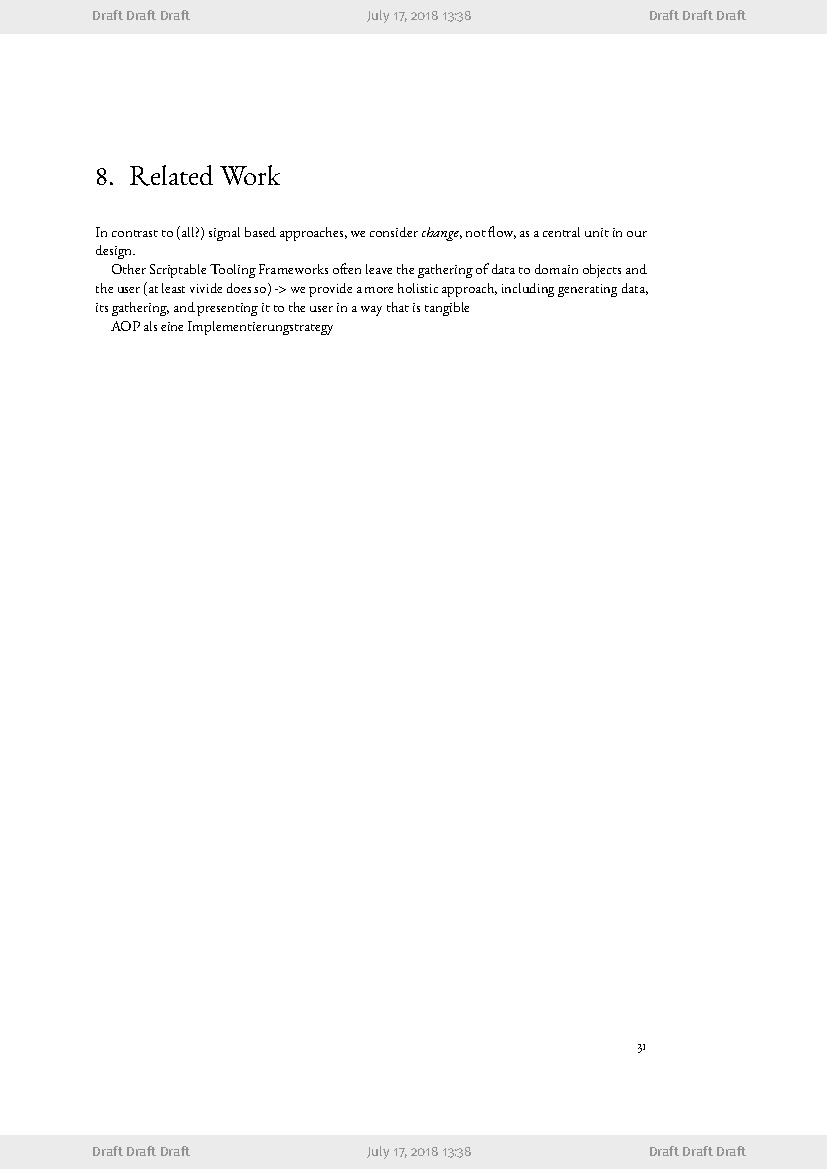 Draft Draft Draft July 17, 2018 13:38 Draft Draft Draft
8. Related Work
In contrast to (all?) signal based approaches, we consider change, not flow, as a central unit in our
design.
Other Scriptable Tooling Frameworks often leave the gathering of data to domain objects and
the user (at least vivide does so) -> we provide a more holistic approach, including generating data,
its gathering, and presenting it to the user in a way that is tangible
AOP als eine Implementierungstrategy
31
Draft Draft Draft July 17, 2018 13:38 Draft Draft Draft